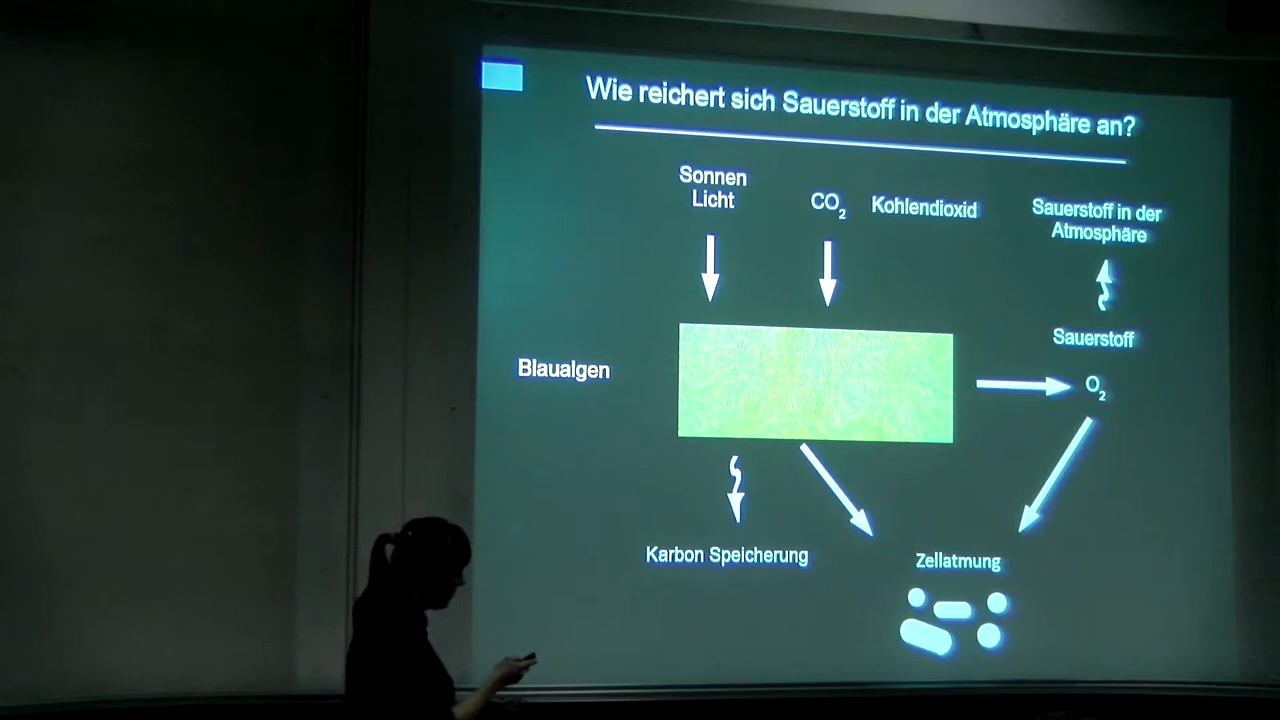 Wie reichert sich Sauerstoff in der Atmosphäre an?
Sonnen
Licht
CO₂
Kohlendioxid
Sauerstoff in der
Atmosphäre
Sauerstoff
Blaualgen
O₂
Karbon Speicherung
Zellatmung